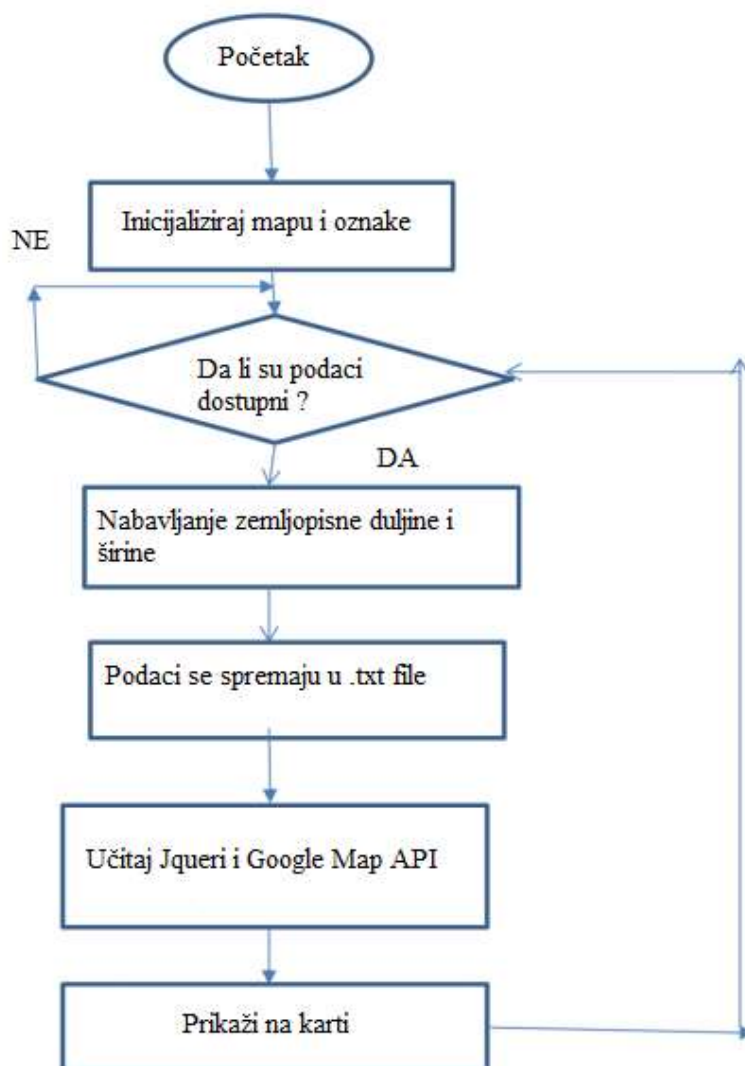 Početak
Inicijaliziraj mapu i oznake
NE
Da li su podaci
dostupni ?
DA
Nabavljanje zemljopisne duljine i
širine
Podaci se spremaju u .txt file
Učitaj Jqueri i Google Map API
Prikaži na karti